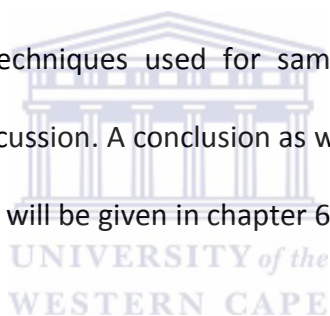 echniques used for sam
cussion. A conclusion as w
will be given in chapter 6
UNIVERSITY of the
WESTERN CAPE